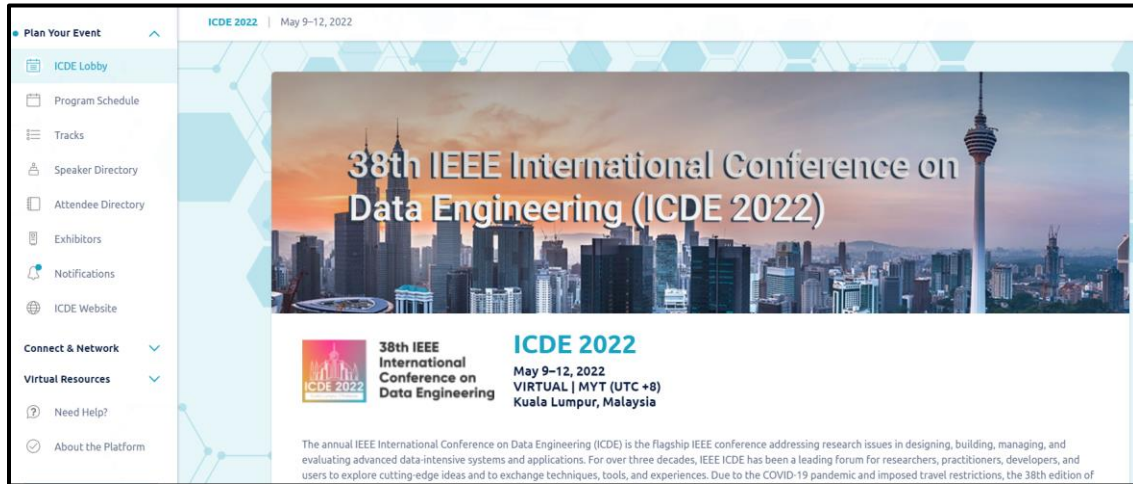 Plan Your Event
ICDE Lobby
Program Schedule
Tracks
Speaker Directory
Attendee Directory
Exhibitors
Notifications
ICDE Website
Connect & Network
Virtual Resources
Need Help?
About the Platform
ICDE 2022 | May 9–12, 2022
38th IEEE International Conference on
Data Engineering (ICDE 2022)
ICDE 2022
38th IEEE
International
Conference on
Data Engineering
ICDE 2022
May 9–12, 2022
VIRTUAL | MYT (UTC +8)
Kuala Lumpur, Malaysia
The annual IEEE International Conference on Data Engineering (ICDE) is the flagship IEEE conference addressing research issues in designing, building, managing, and
evaluating advanced data-intensive systems and applications. For over three decades, IEEE ICDE has been a leading forum for researchers, practitioners, developers, and
users to explore cutting-edge ideas and to exchange techniques, tools, and experiences. Due to the COVID-19 pandemic and imposed travel restrictions, the 38th edition of